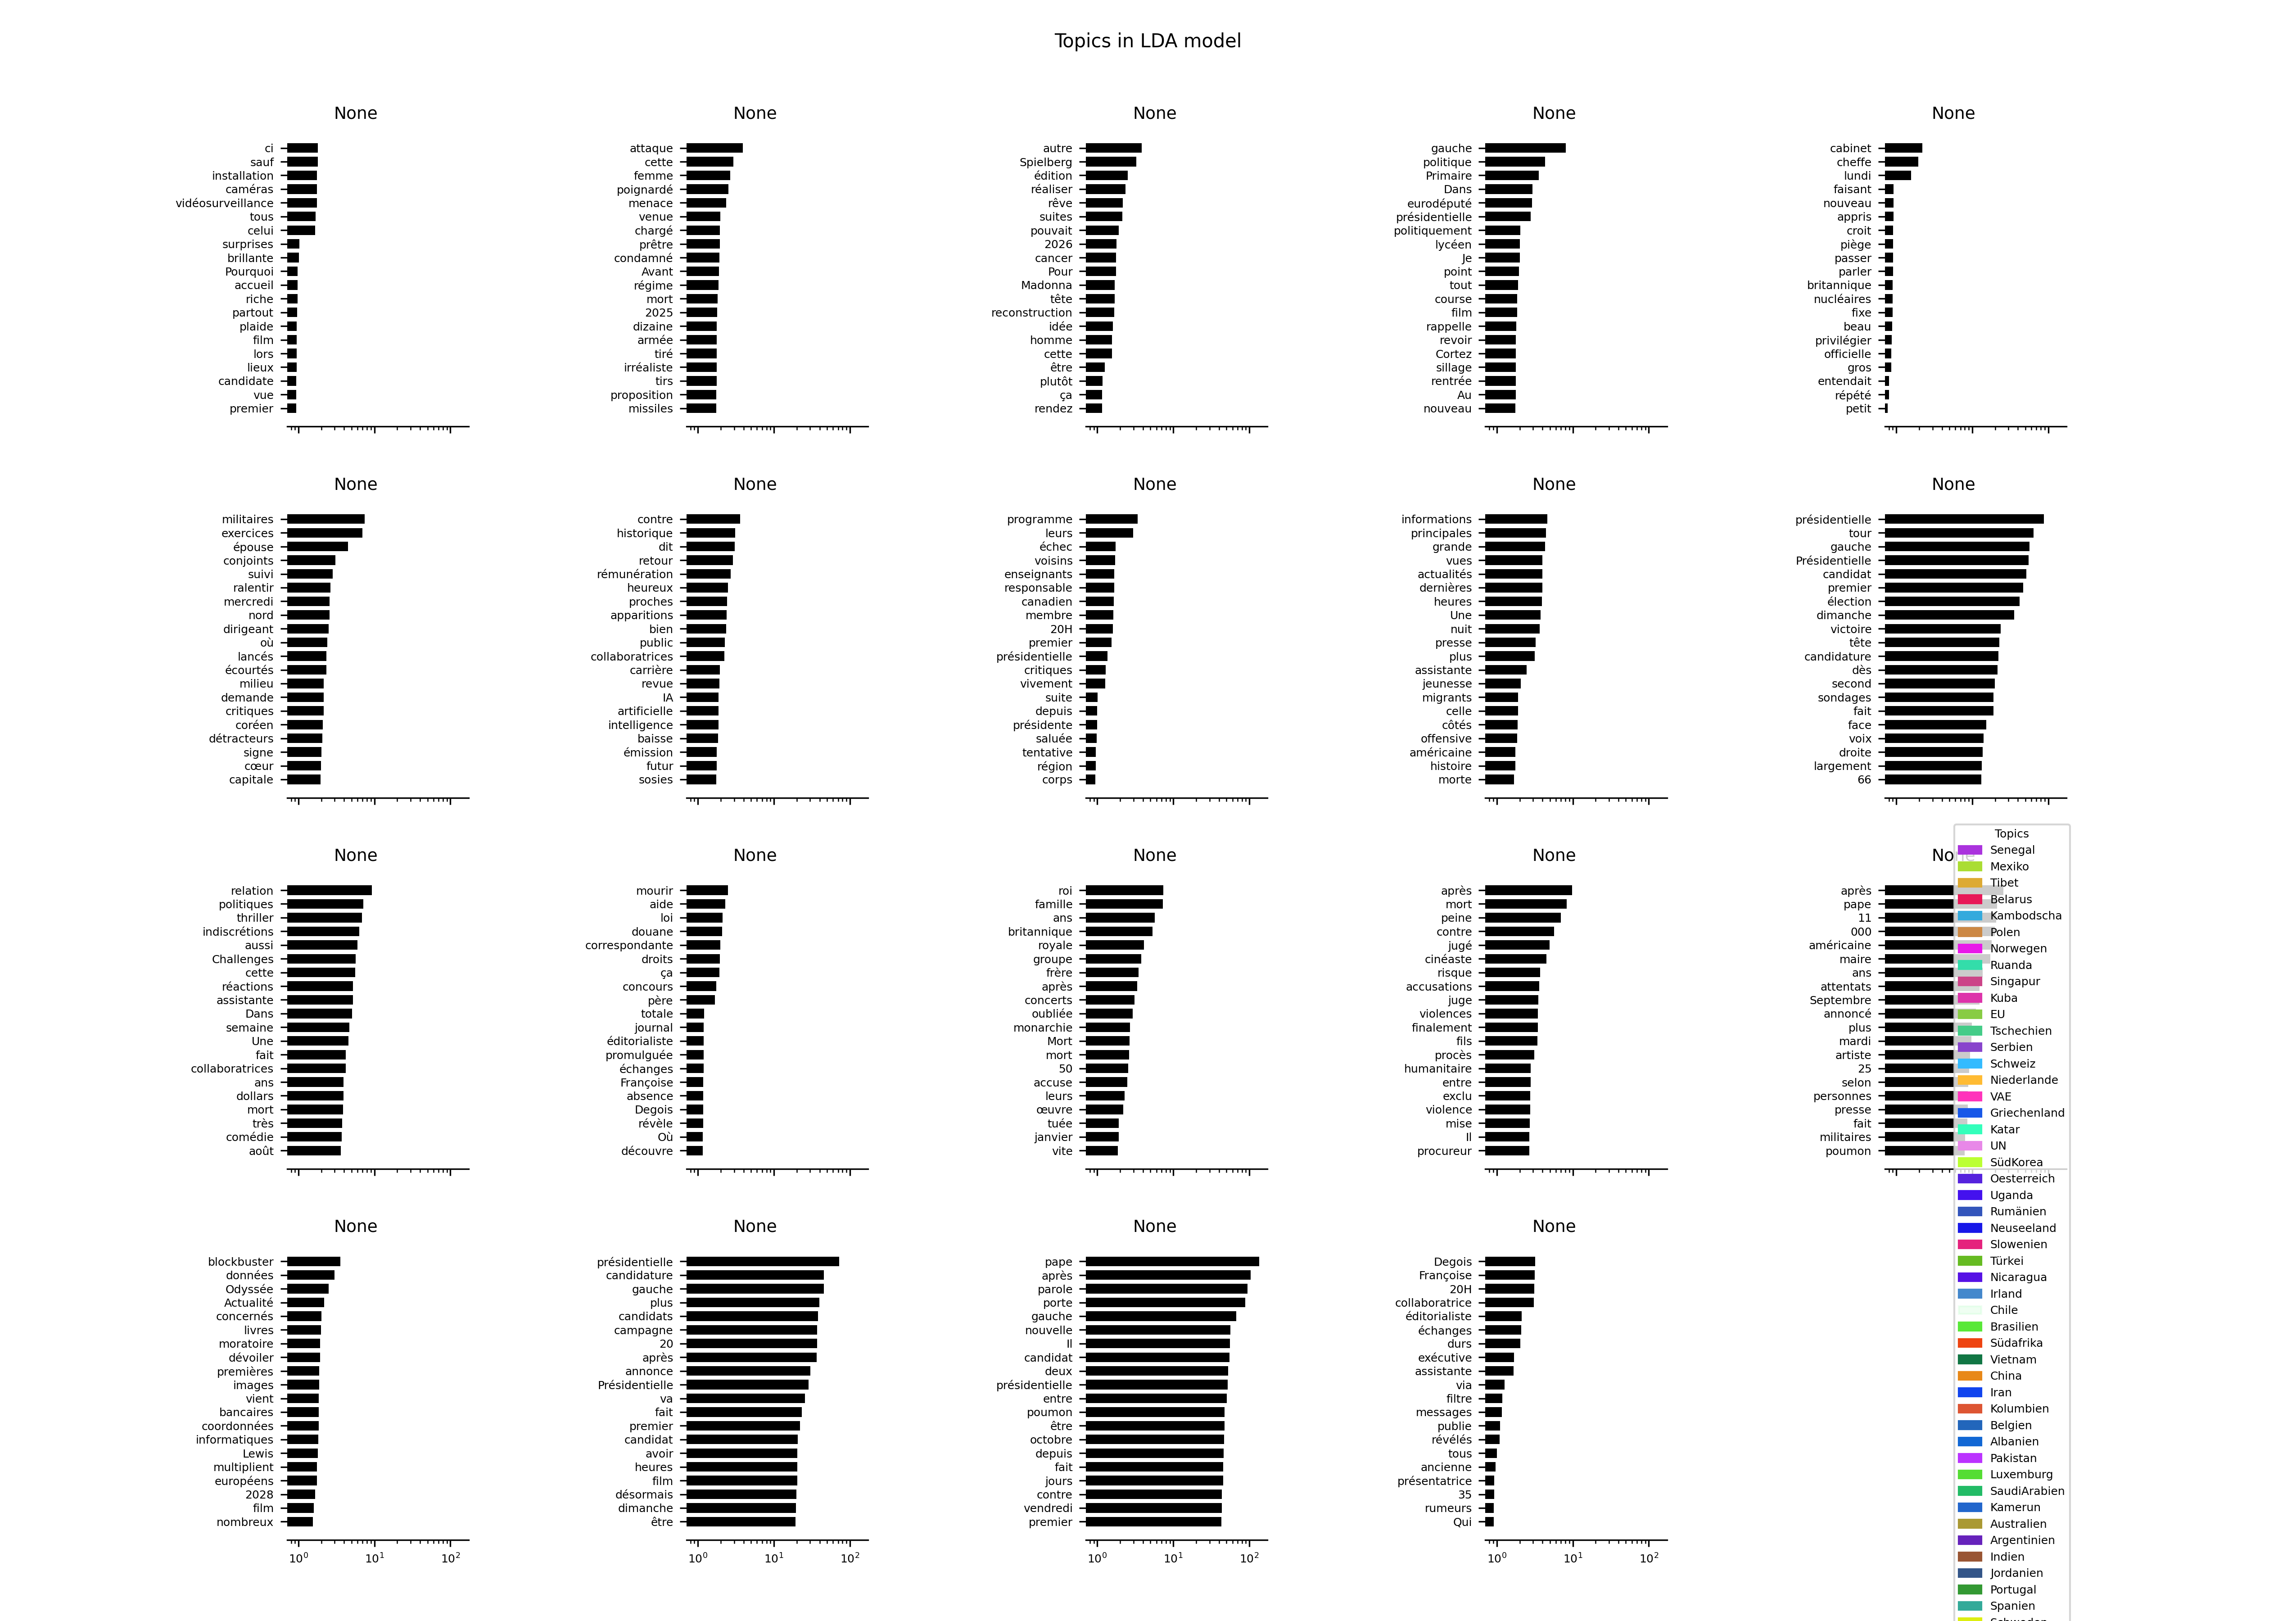 Topics in LDA model
None
ci
sauf
installation
caméras
vidéosurveillance
tous
celui
surprises
brillante
Pourquoi
accueil
riche
partout
plaide
film
lors
lieux
candidate
vue
premier
None
attaque
cette
femme
poignardé
menace
venue
chargé
prêtre
condamné
Avant
régime
mort
2025
dizaine
armée
tiré
irréaliste
tirs
proposition
missiles
None
autre
Spielberg
édition
réaliser
rêve
suites
pouvait
2026
cancer
Pour
Madonna
tête
reconstruction
idée
homme
cette
être
plutôt
ça
rendez
None
gauche
politique
Primaire
Dans
eurodéputé
présidentielle
politiquement
lycéen
Je
point
tout
course
film
rappelle
revoir
Cortez
sillage
rentrée
Au
nouveau
None
cabinet
cheffe
lundi
faisant
nouveau
appris
croit
piège
passer
parler
britannique
nucléaires
fixe
beau
privilégier
officielle
gros
entendait
répété
petit
None
militaires
exercices
épouse
conjoints
suivi
ralentir
mercredi
nord
dirigeant
où
lancés
écourtés
milieu
demande
critiques
coréen
détracteurs
signe
cœur
capitale
None
contre
historique
dit
retour
rémunération
heureux
proches
apparitions
bien
public
collaboratrices
carrière
revue
IA
artificielle
intelligence
baisse
émission
futur
sosies
None
programme
leurs
échec
voisins
enseignants
responsable
canadien
membre
20H
premier
présidentielle
critiques
vivement
suite
depuis
présidente
saluée
tentative
région
corps
None
informations
principales
grande
vues
actualités
dernières
heures
Une
nuit
presse
plus
assistante
jeunesse
migrants
celle
côtés
offensive
américaine
histoire
morte
None
présidentielle
tour
gauche
Présidentielle
candidat
premier
élection
dimanche
victoire
tête
candidature
dès
second
sondages
fait
face
voix
droite
largement
66
None
relation
politiques
thriller
indiscrétions
aussi
Challenges
cette
réactions
assistante
Dans
semaine
Une
fait
collaboratrices
ans
dollars
mort
très
comédie
août
None
mourir
aide
loi
douane
correspondante
droits
ça
concours
père
totale
journal
éditorialiste
promulguée
échanges
Françoise
absence
Degois
révèle
Où
découvre
None
roi
famille
ans
britannique
royale
groupe
frère
après
concerts
oubliée
monarchie
Mort
mort
50
accuse
leurs
œuvre
tuée
janvier
vite
None
après
mort
peine
contre
jugé
cinéaste
risque
accusations
juge
violences
finalement
fils
procès
humanitaire
entre
exclu
violence
mise
Il
procureur
None
après
pape
11
000
américaine
maire
ans
attentats
Septembre
annoncé
plus
mardi
artiste
25
selon
personnes
presse
fait
militaires
poumon
None
blockbuster
données
Odyssée
Actualité
concernés
livres
moratoire
dévoiler
premières
images
vient
bancaires
coordonnées
informatiques
Lewis
multiplient
européens
2028
film
nombreux
10⁰ 10¹ 10²
None
présidentielle
candidature
gauche
plus
candidats
campagne
20
après
annonce
Présidentielle
va
fait
premier
candidat
avoir
heures
film
désormais
dimanche
être
10⁰ 10¹ 10²
None
pape
après
parole
porte
gauche
nouvelle
Il
candidat
deux
présidentielle
entre
poumon
être
octobre
depuis
fait
jours
contre
vendredi
premier
10⁰ 10¹ 10²
None
Degois
Françoise
20H
collaboratrice
éditorialiste
échanges
durs
exécutive
assistante
via
filtre
messages
publie
révélés
tous
ancienne
présentatrice
35
rumeurs
Qui
10⁰ 10¹ 10²
Topics
Senegal
Mexiko
Tibet
Belarus
Kambodscha
Polen
Norwegen
Ruanda
Singapur
Kuba
EU
Tschechien
Serbien
Schweiz
Niederlande
VAE
Griechenland
Katar
UN
SüdKorea
Oesterreich
Uganda
Rumänien
Neuseeland
Slowenien
Türkei
Nicaragua
Irland
Chile
Brasilien
Südafrika
Vietnam
China
Iran
Kolumbien
Belgien
Albanien
Pakistan
Luxemburg
SaudiArabien
Kamerun
Australien
Argentinien
Indien
Jordanien
Portugal
Spanien
Schweden